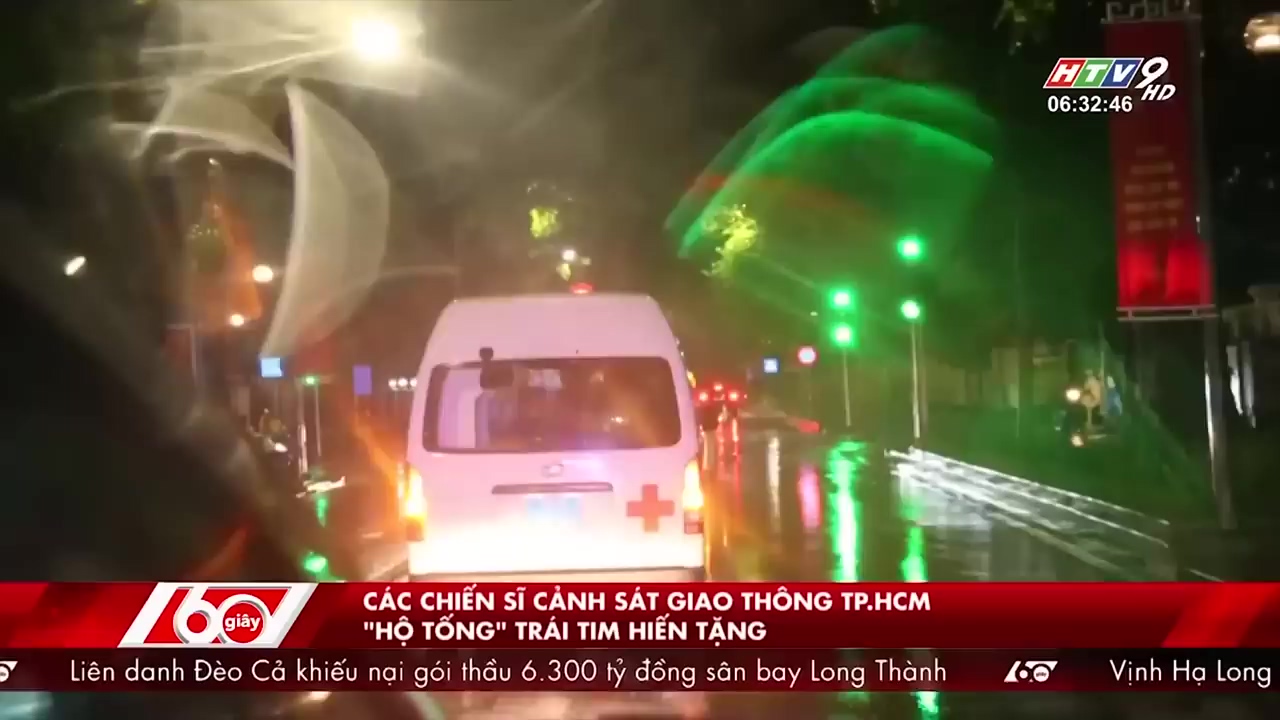 HTV9 HD
06:32:46
60 giây
CÁC CHIẾN SĨ CẢNH SÁT GIAO THÔNG TP.HCM
"HỘ TỐNG" TRÁI TIM HIẾN TẶNG
Liên danh Đèo Cả khiếu nại gói thầu 6.300 tỷ đồng sân bay Long Thành
60 giây
Vịnh Hạ Long